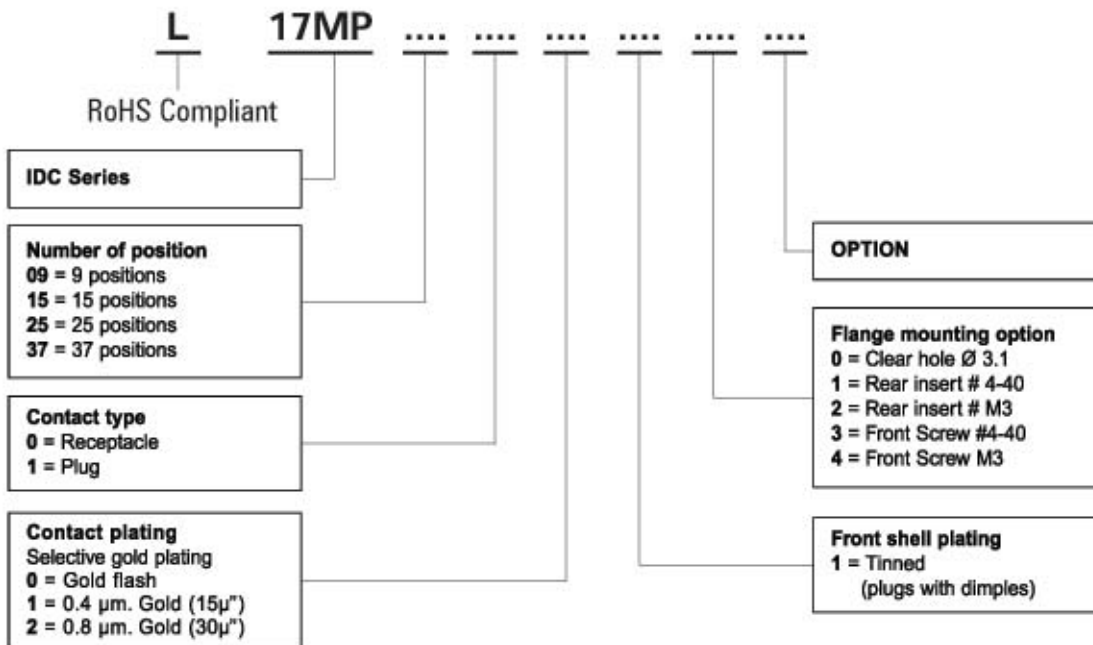 L 17MP .... .... .... .... .... ....
RoHS Compliant
IDC Series
Number of position
09 = 9 positions
15 = 15 positions
25 = 25 positions
37 = 37 positions
Contact type
0 = Receptacle
1 = Plug
Contact plating
Selective gold plating
0 = Gold flash
1 = 0.4 µm. Gold (15µ")
2 = 0.8 µm. Gold (30µ")
OPTION
Flange mounting option
0 = Clear hole Ø 3.1
1 = Rear insert # 4-40
2 = Rear insert # M3
3 = Front Screw #4-40
4 = Front Screw M3
Front shell plating
1 = Tinned
(plugs with dimples)